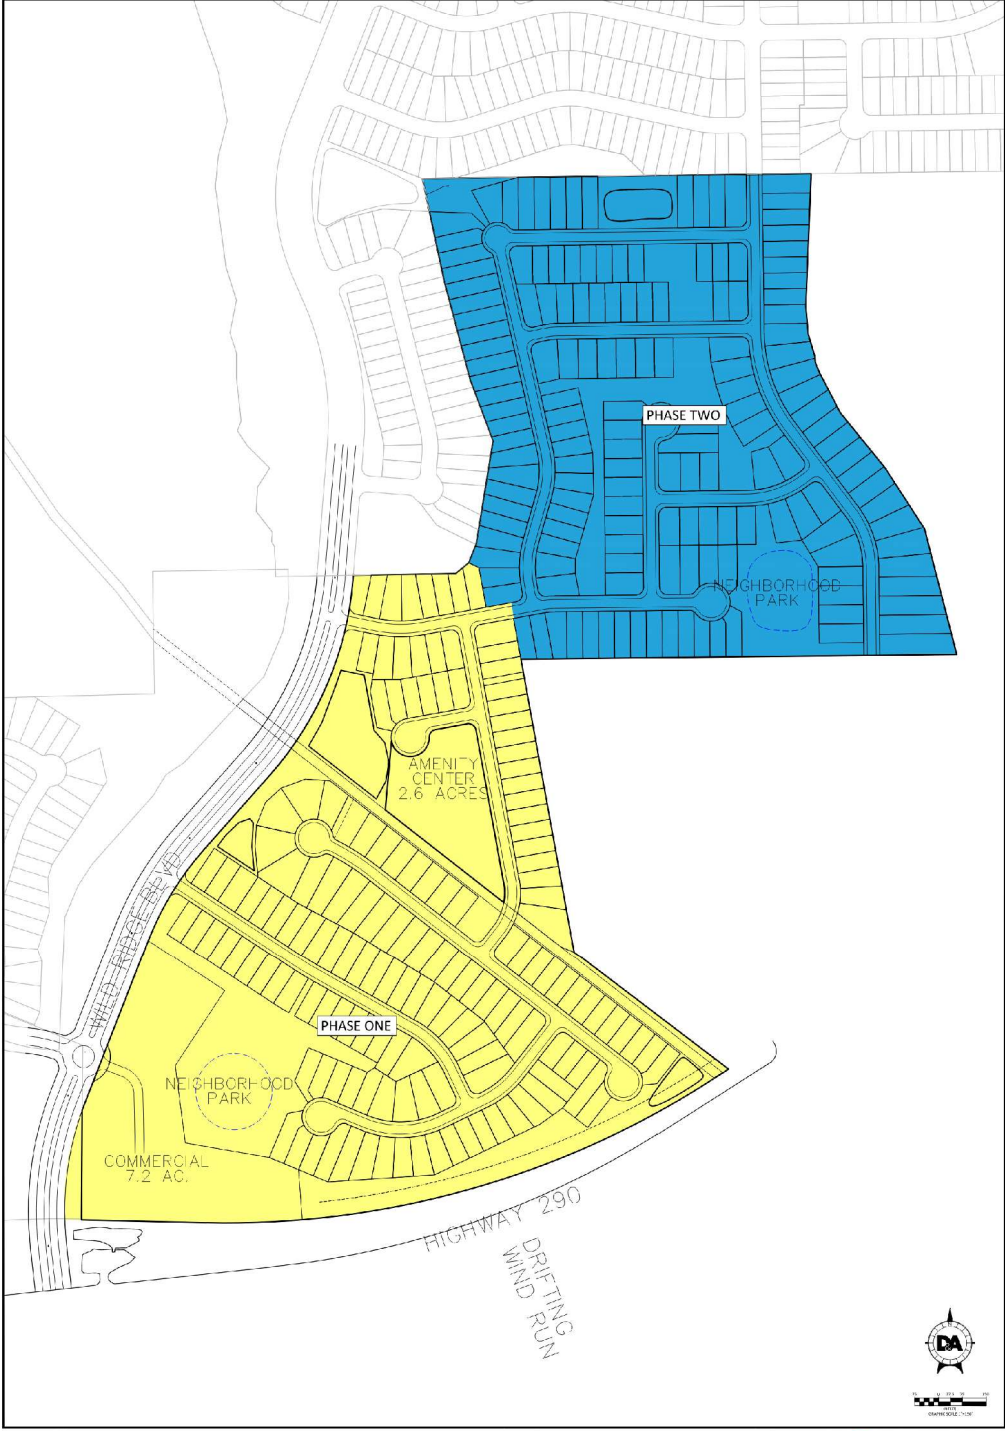 PHASE TWO
NEIGHBORHOOD
PARK
AMENITY
CENTER
2.6 ACRES
WILD RIDGE BLVD
PHASE ONE
NEIGHBORHOOD
PARK
COMMERCIAL
7.2 AC.
HIGHWAY 290
DRIFTING
WIND RUN
D&A